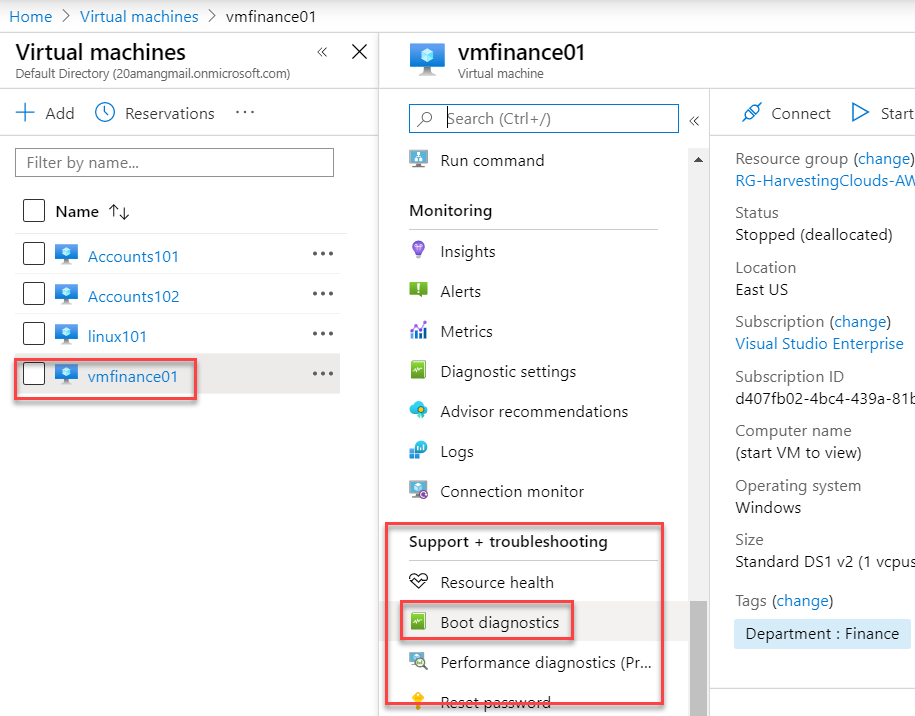 Home > Virtual machines > vmfinance01
Virtual machines
Default Directory (20amangmail.onmicrosoft.com)
Add Reservations ...
Filter by name...
Name
Accounts101
Accounts102
linux101
vmfinance01
vmfinance01
Virtual machine
Search (Ctrl+/)
Run command
Monitoring
Insights
Alerts
Metrics
Diagnostic settings
Advisor recommendations
Logs
Connection monitor
Support + troubleshooting
Resource health
Boot diagnostics
Performance diagnostics (Pr...
Reset password
Connect Start
Resource group (change)
RG-HarvestingClouds-AW
Status
Stopped (deallocated)
Location
East US
Subscription (change)
Visual Studio Enterprise
Subscription ID
d407fb02-4bc4-439a-81b
Computer name
(start VM to view)
Operating system
Windows
Size
Standard DS1 v2 (1 vcpus
Tags (change)
Department : Finance